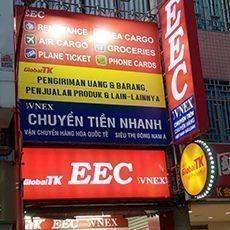 EEC
REMITTANCE
SEA CARGO
AIR CARGO
GROCERIES
PLANE TICKET
PHONE CARDS
GlobalTK
PENGIRIMAN UANG & BARANG,
PENJUALAN PRODUK & LAIN-LAINNYA
VNEX
CHUYỂN TIỀN NHANH
VẬN CHUYỂN HÀNG HÓA QUỐC TẾ SIÊU THỊ ĐÔNG NAM Á
GlobalTK EEC VNEX
GlobalTK EEC VNEX
EEC
VNEX
GlobalTK